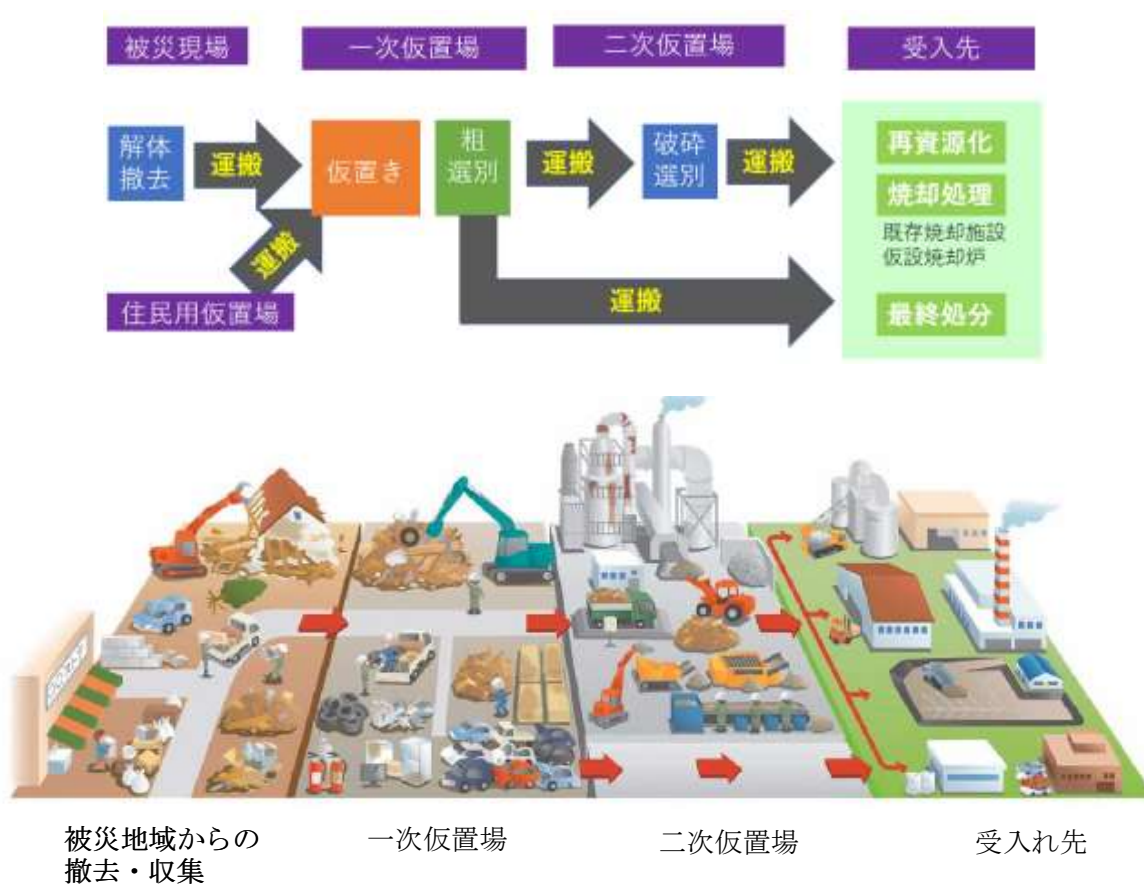 被災現場
一次仮置場
二次仮置場
受入先
解体
撤去
運搬
仮置き
粗
選別
運搬
破砕
選別
運搬
再資源化
焼却処理
既存焼却施設
仮設焼却炉
最終処分
運搬
住民用仮置場
運搬
被災地域からの
撤去・収集
一次仮置場
二次仮置場
受入れ先